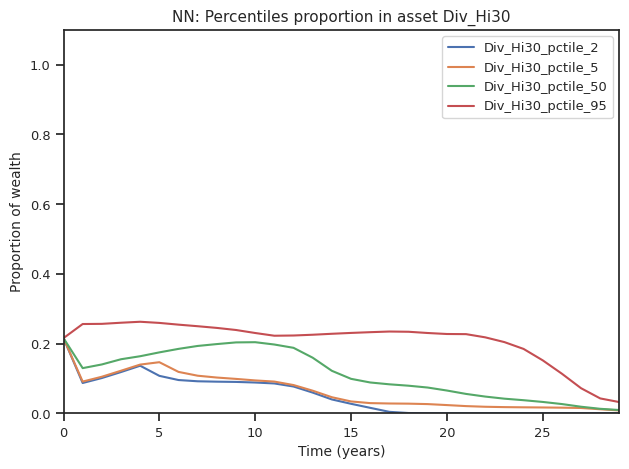 NN: Percentiles proportion in asset Div_Hi30
Div_Hi30_pctile_2
Div_Hi30_pctile_5
Div_Hi30_pctile_50
Div_Hi30_pctile_95
Proportion of wealth
1.0
0.8
0.6
0.4
0.2
0.0
0 5 10 15 20 25
Time (years)